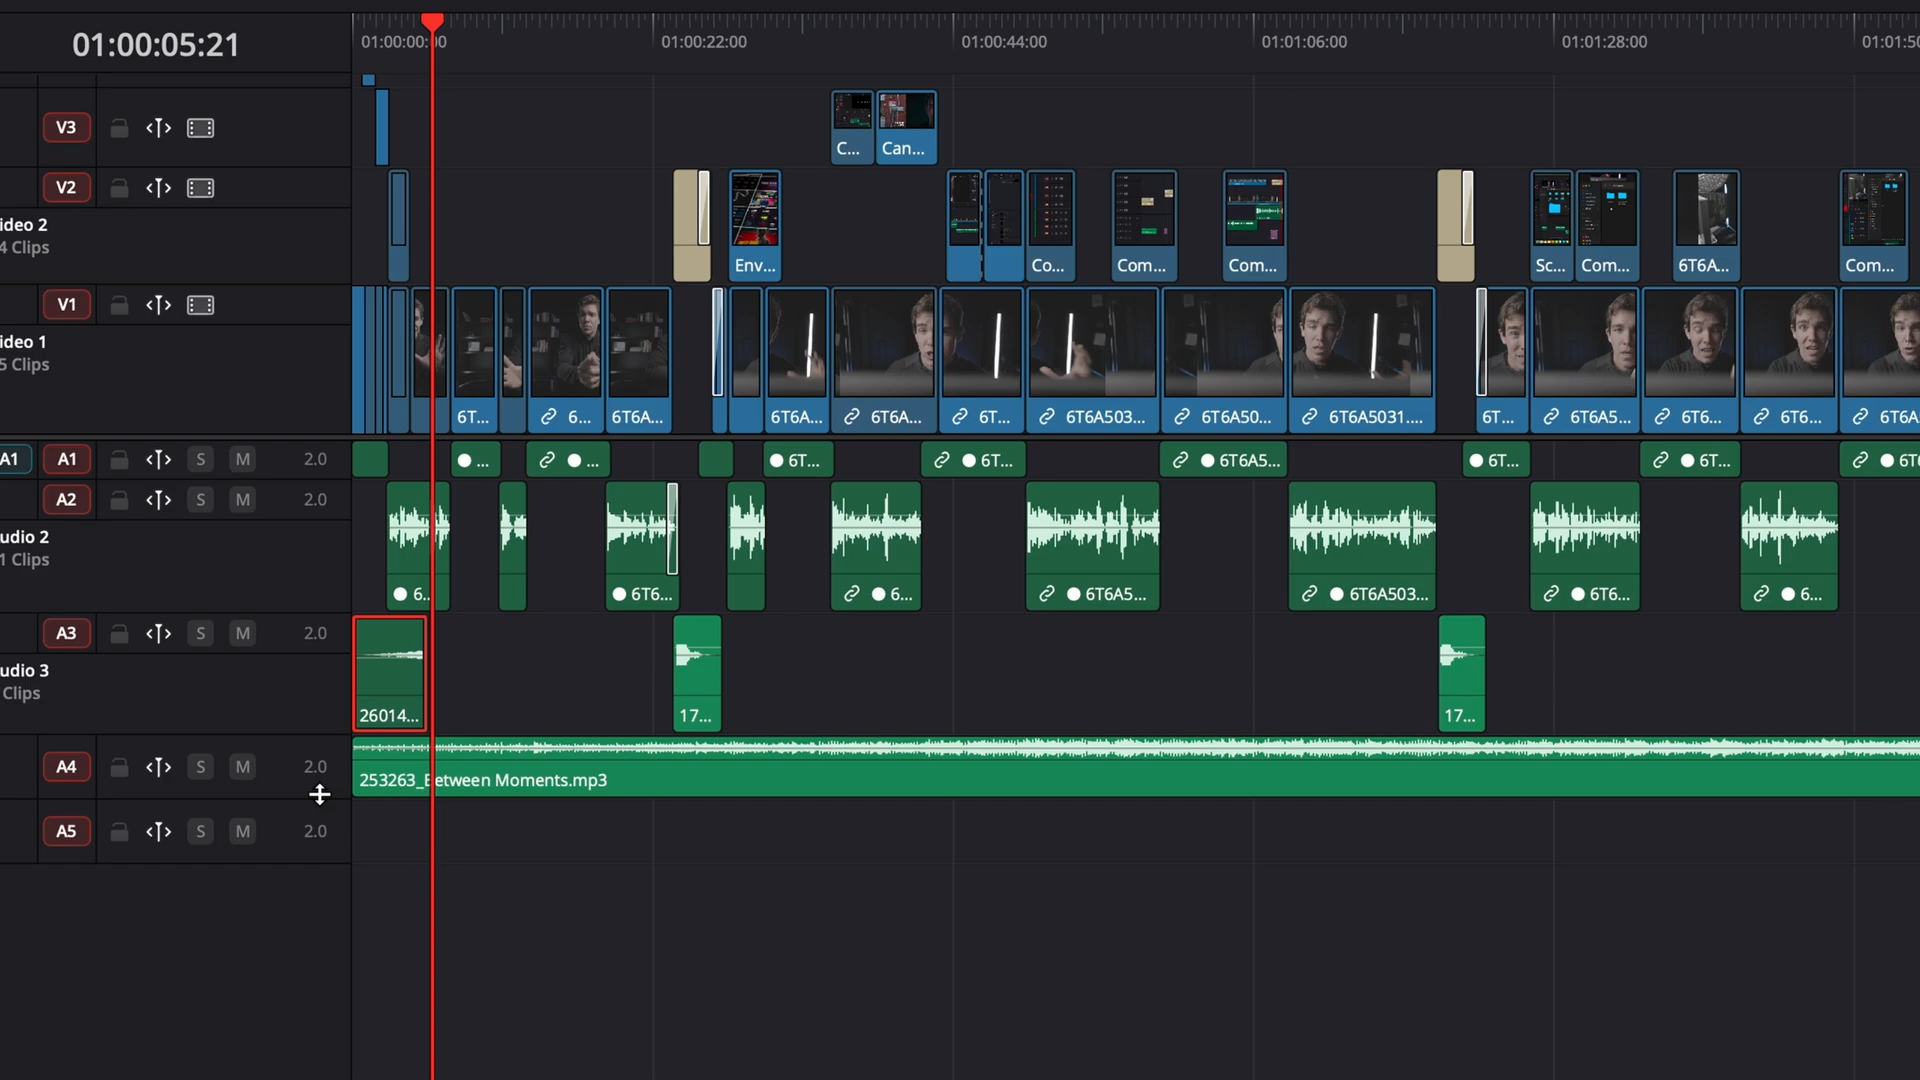 01:00:05:21
01:00:00:00 01:00:22:00 01:00:44:00 01:01:06:00 01:01:28:00 01:01:50
V3
C... Can...
V2
ideo 2
4 Clips
Env... Co... Com... Com... Sc... Com... 6T6A... Com...
V1
ideo 1
5 Clips
6T... 6... 6T6A... 6T6A... 6T6A... 6T... 6T6A503... 6T6A50... 6T6A5031.... 6T... 6T6A5... 6T6... 6T... 6T6A
A1 A1 S M 2.0
... ... 6T... 6T... 6T6A5... 6T... 6T... 6T6
A2 S M 2.0
udio 2
1 Clips
6.. 6T6... 6... 6T6A5... 6T6A503... 6T6... 6...
A3 S M 2.0
udio 3
Clips
26014... 17... 17...
A4 S M 2.0
253263_Between Moments.mp3
A5 S M 2.0